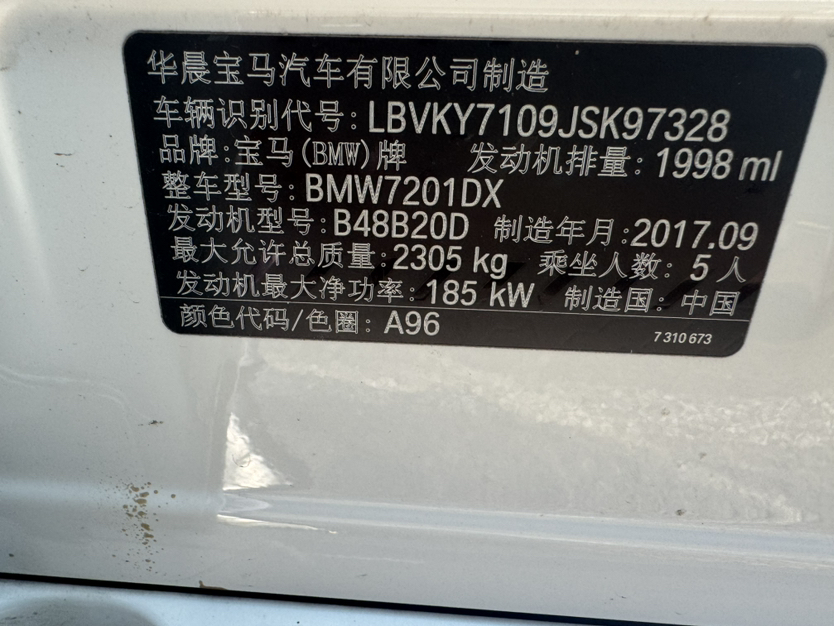 华晨宝马汽车有限公司制造
车辆识别代号: LBVKY7109JSK97328
品牌: 宝马(BMW)牌 发动机排量: 1998 ml
整车型号: BMW7201DX
发动机型号: B48B20D 制造年月: 2017.09
最大允许总质量: 2305 kg 乘坐人数: 5 人
发动机最大净功率: 185 kW 制造国: 中国
颜色代码/色圈: A96
7 310 673